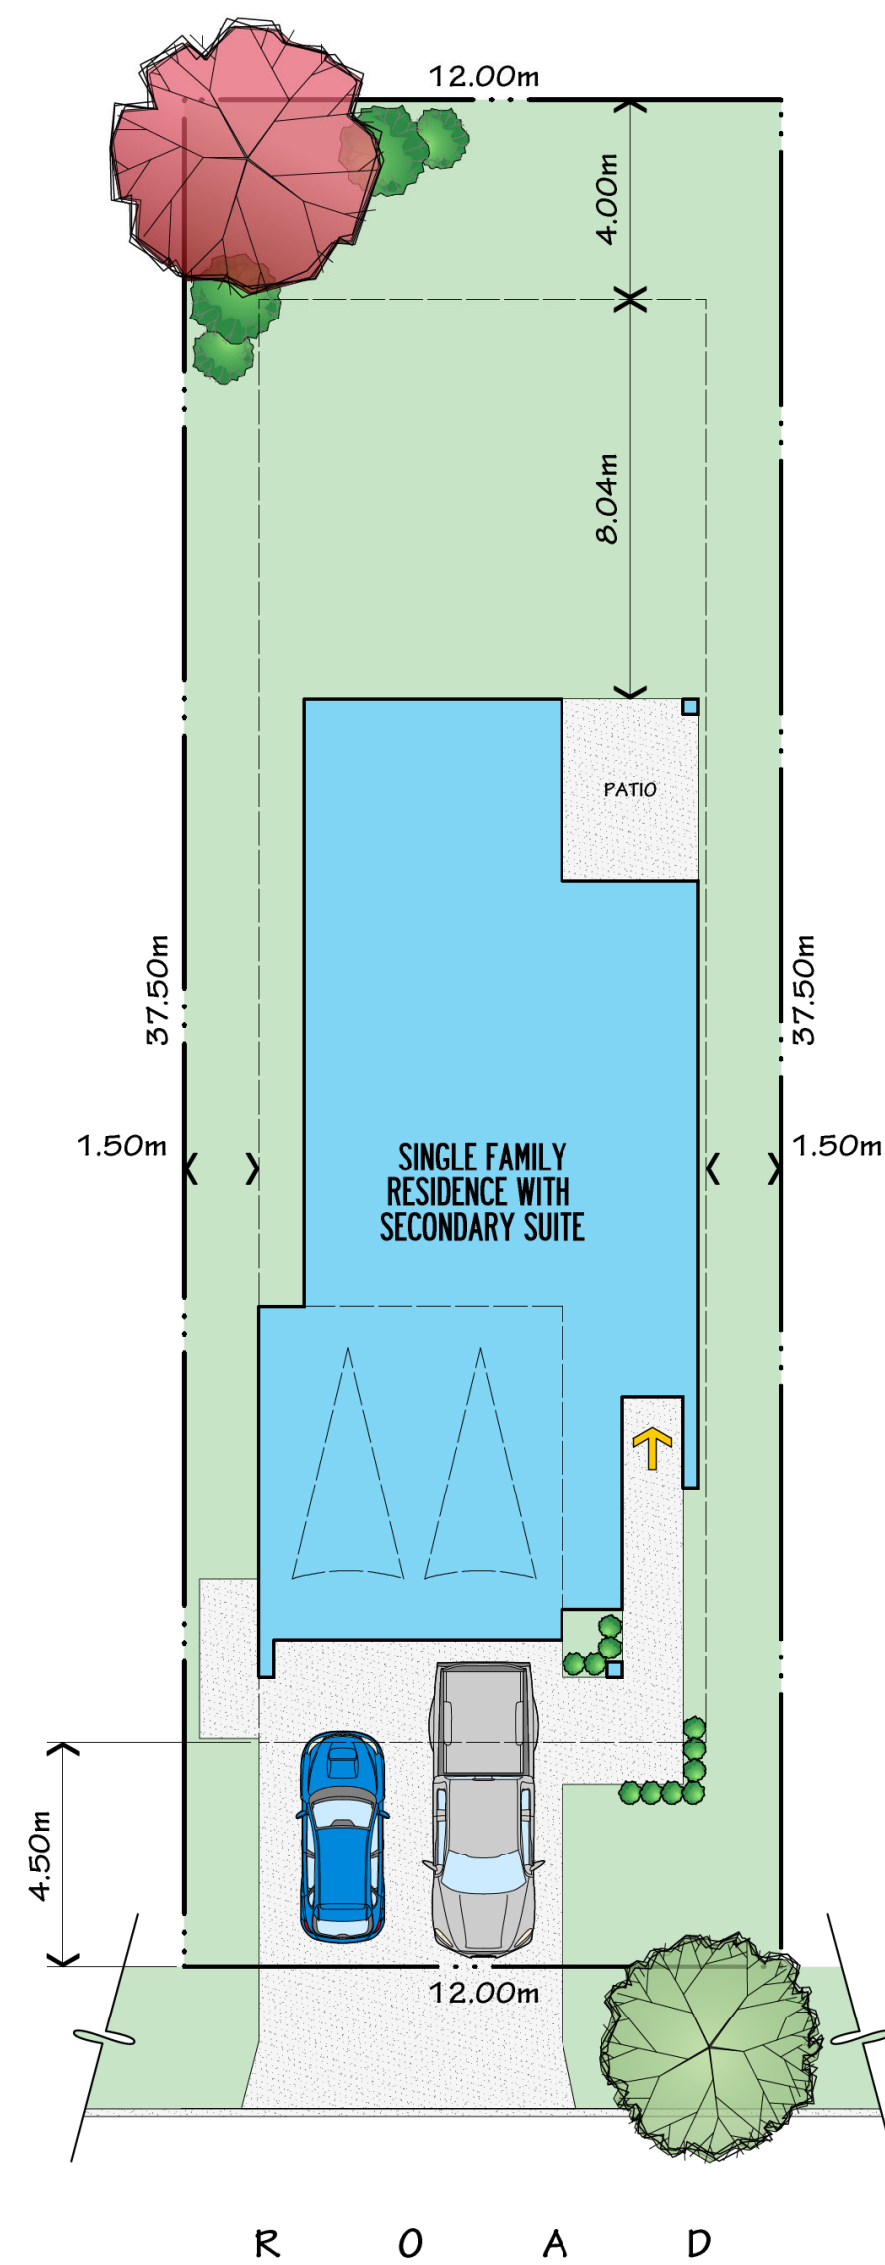 12.00m
4.00m
8.04m
PATIO
37.50m
37.50m
1.50m
1.50m
SINGLE FAMILY
RESIDENCE WITH
SECONDARY SUITE
4.50m
12.00m
R O A D